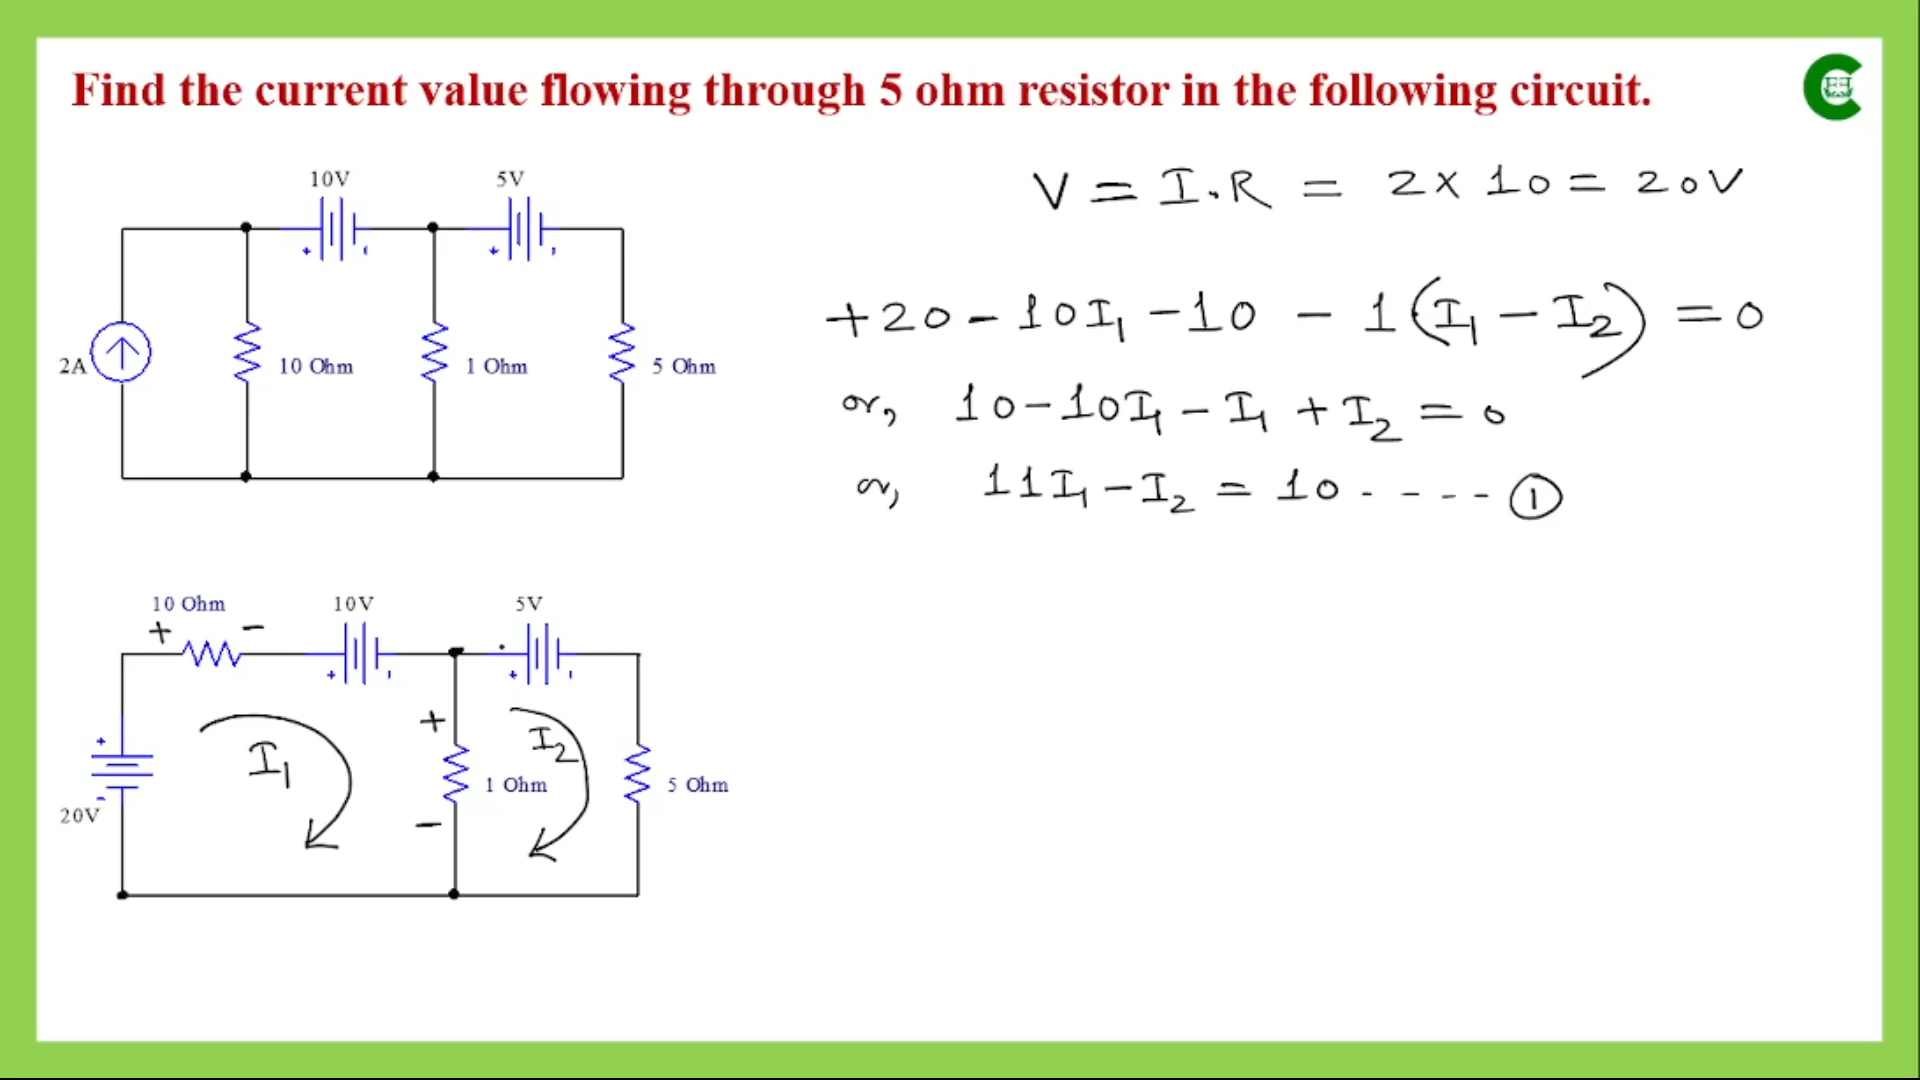 Find the current value flowing through 5 ohm resistor in the following circuit.
10V 5V
+ - + -
2A 10 Ohm 1 Ohm 5 Ohm
V = I.R = 2 x 10 = 20V
+20 - 10I₁ - 10 - 1(I₁ - I₂) = 0
or, 10 - 10I₁ - I₁ + I₂ = 0
or, 11I₁ - I₂ = 10 ----- ①
10 Ohm 10V 5V
+ -
+ - + -
+ I₁ + I₂
1 Ohm 5 Ohm
- -
20V